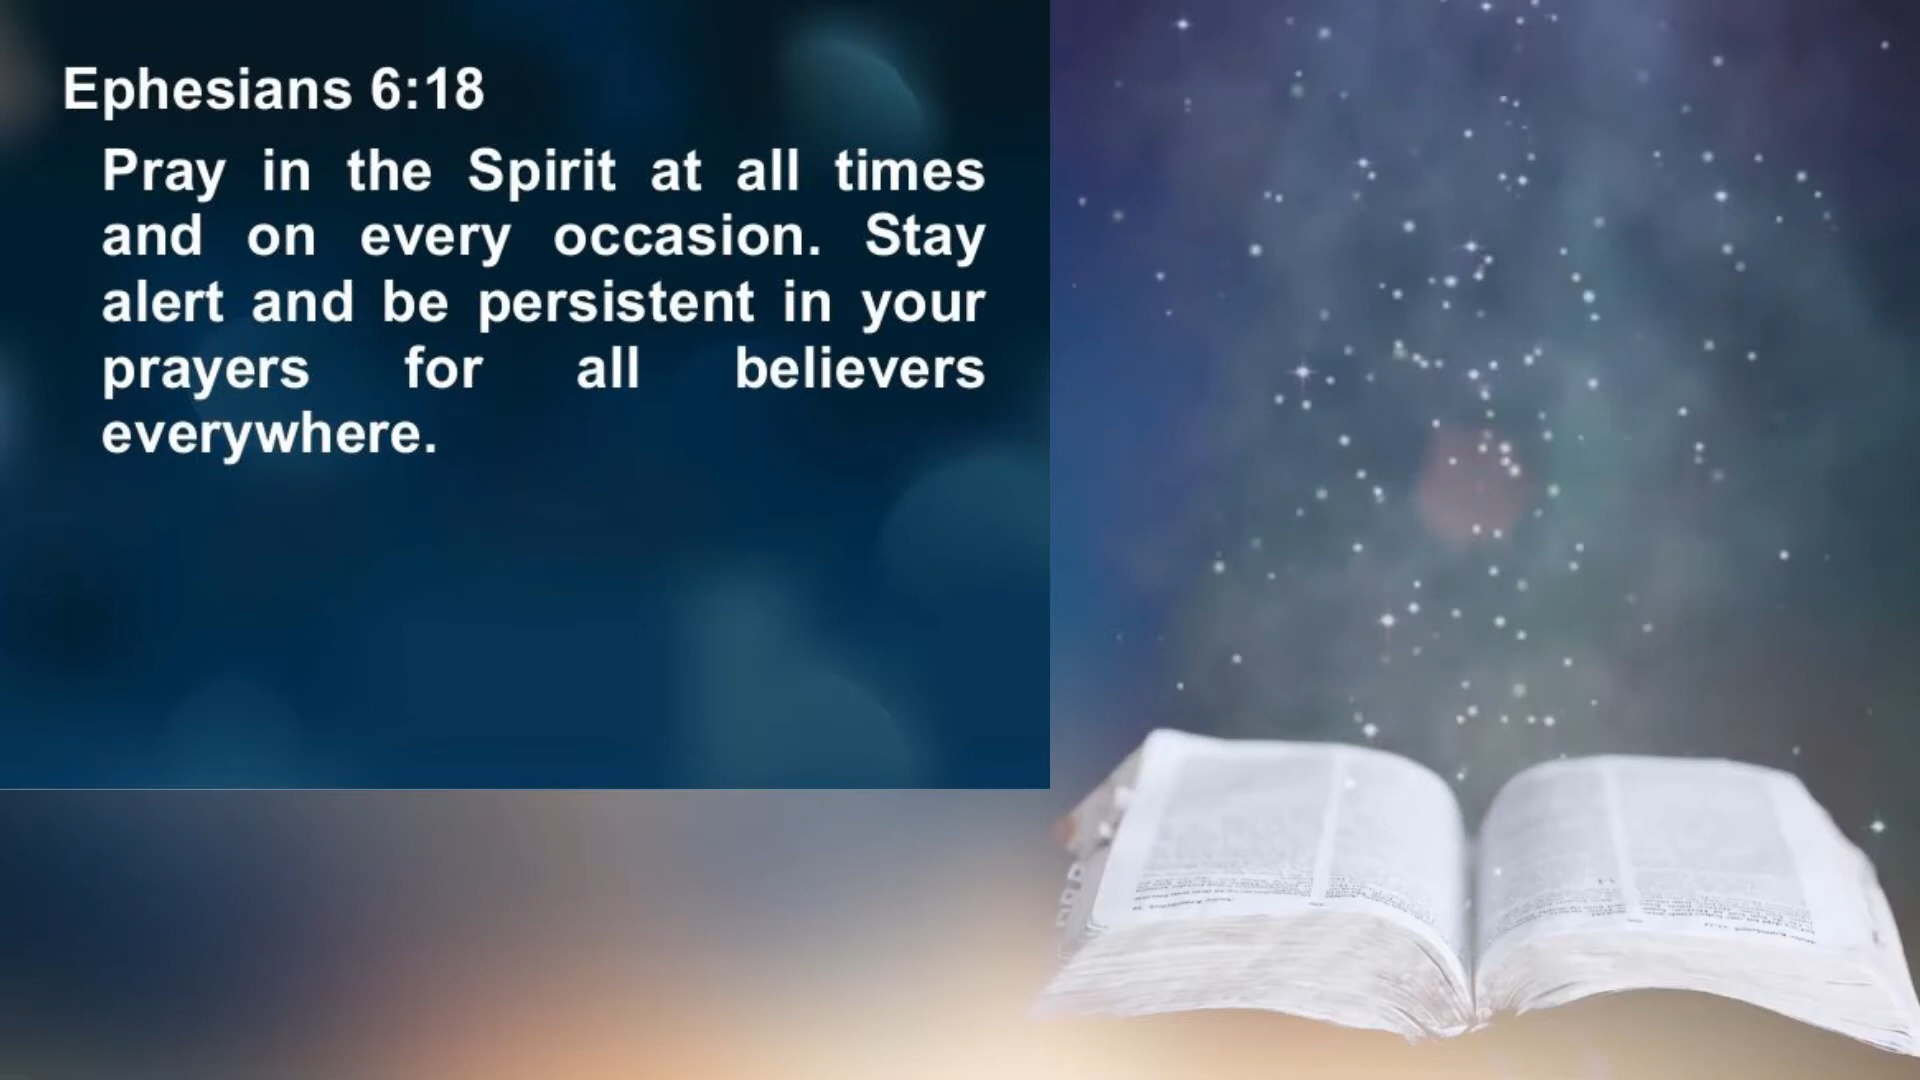 Ephesians 6:18
Pray in the Spirit at all times
and on every occasion. Stay
alert and be persistent in your
prayers for all believers
everywhere.